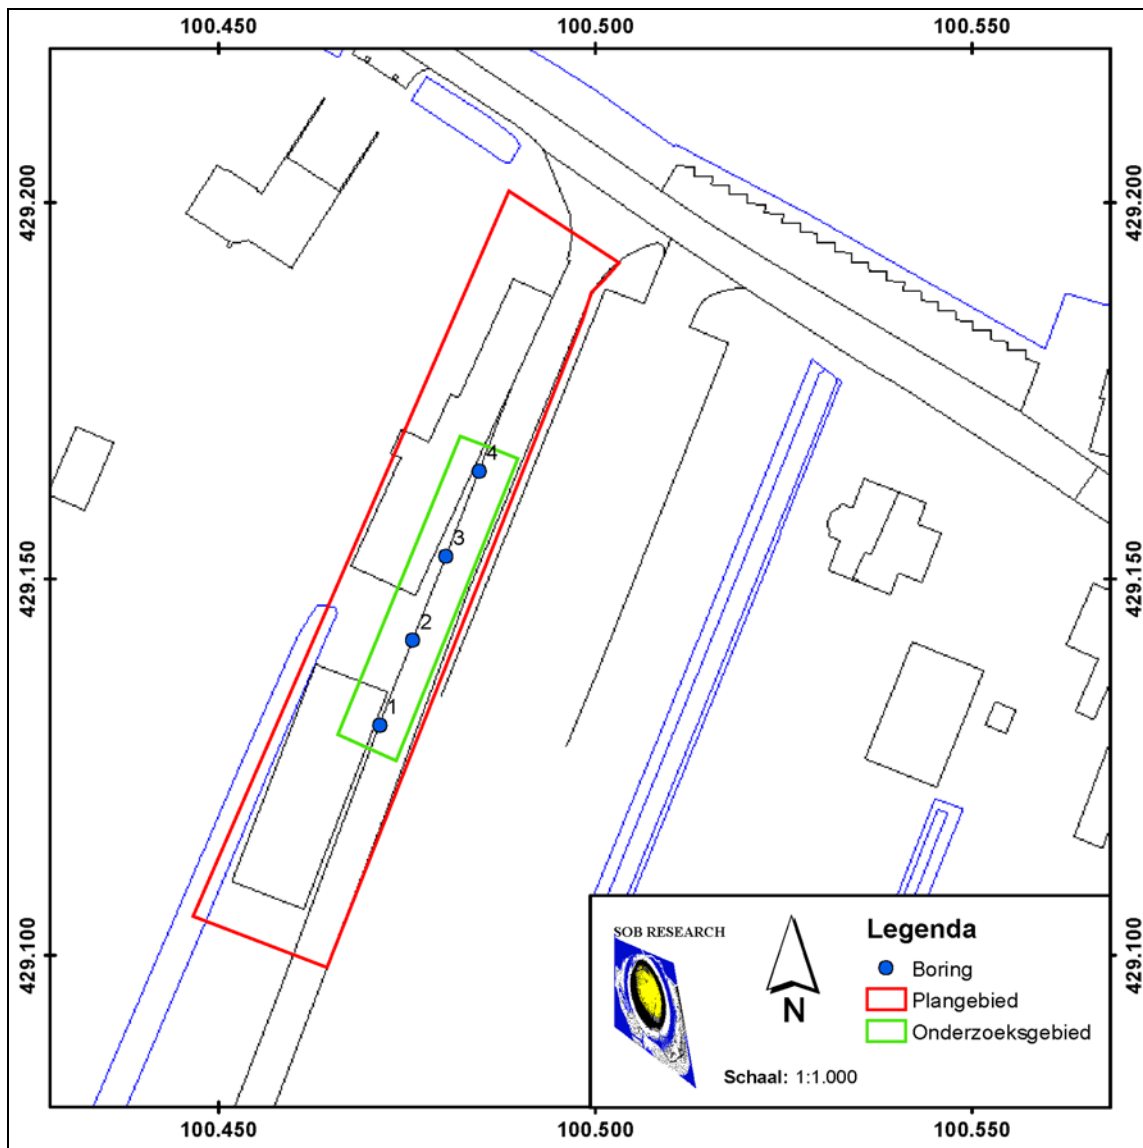 100.450
100.500
100.550
429.200
429.200
4
3
429.150
429.150
2
1
429.100
429.100
SOB RESEARCH
N
Legenda
Boring
Plangebied
Onderzoeksgebied
Schaal: 1:1.000
100.450
100.500
100.550